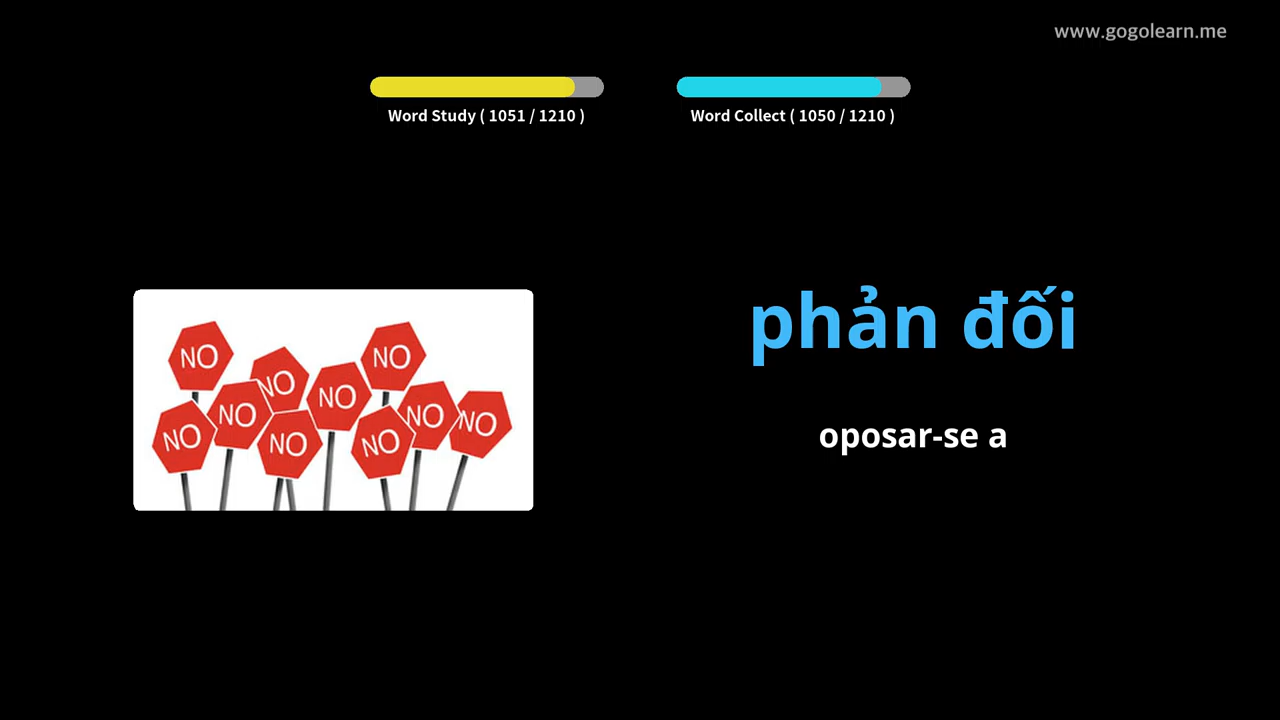 www.gogolearn.me
Word Study ( 1051 / 1210 )
Word Collect ( 1050 / 1210 )
phản đối
oposar-se a
NO
NO
NO
NO
NO
NO
NO
NO
NO
NO